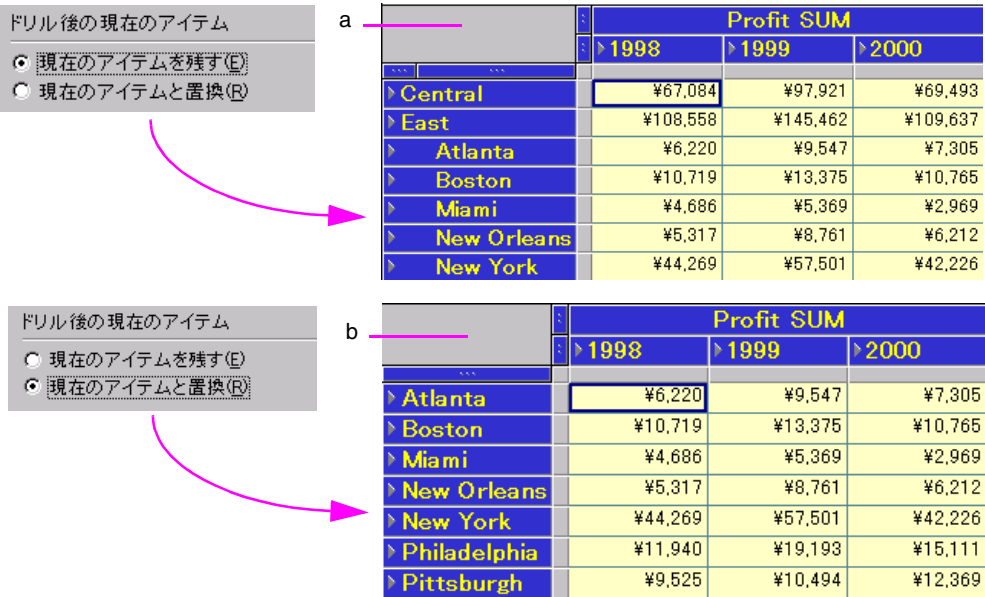 ドリル後の現在のアイテム
現在のアイテムを残す(E)
現在のアイテムと置換(R)
a
Profit SUM
1998 1999 2000
Central ¥67,084 ¥97,921 ¥69,493
East ¥108,558 ¥145,462 ¥109,637
Atlanta ¥6,220 ¥9,547 ¥7,305
Boston ¥10,719 ¥13,375 ¥10,765
Miami ¥4,686 ¥5,369 ¥2,969
New Orleans ¥5,317 ¥8,761 ¥6,212
New York ¥44,269 ¥57,501 ¥42,226
ドリル後の現在のアイテム
現在のアイテムを残す(E)
現在のアイテムと置換(R)
b
Profit SUM
1998 1999 2000
Atlanta ¥6,220 ¥9,547 ¥7,305
Boston ¥10,719 ¥13,375 ¥10,765
Miami ¥4,686 ¥5,369 ¥2,969
New Orleans ¥5,317 ¥8,761 ¥6,212
New York ¥44,269 ¥57,501 ¥42,226
Philadelphia ¥11,940 ¥19,193 ¥15,111
Pittsburgh ¥9,525 ¥10,494 ¥12,369